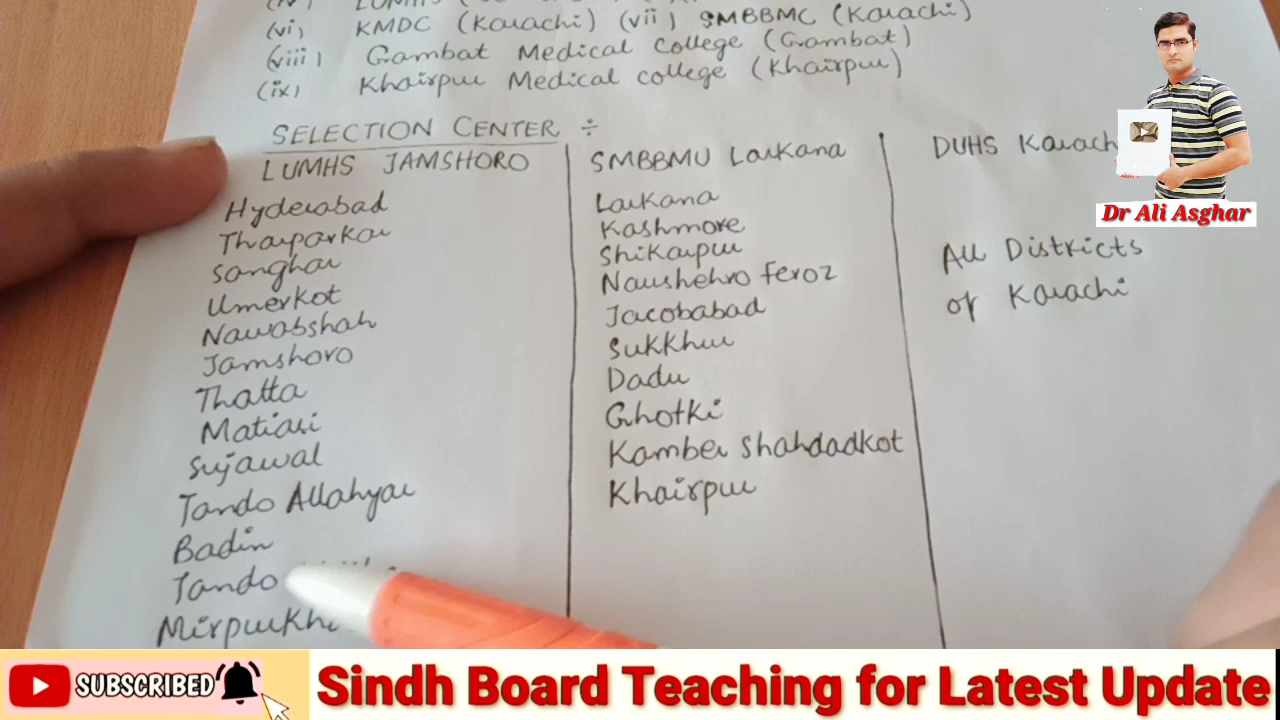 (vi) KMDC (Karachi) (vii) SMBBMC (Karachi)
(viii) Gambat Medical college (Gambat)
(ix) Khairpur Medical college (Khairpur)
SELECTION CENTER ÷
LUMHS JAMSHORO
Hyderabad
Tharparkar
Sanghar
Umerkot
Nawabshah
Jamshoro
Thatta
Matiari
Sujawal
Tando Allahyar
Badin
Tando
SMBBMU Larkana
Larkana
Kashmore
Shikarpur
Naushehro Feroz
Jacobabad
Sukkhur
Dadu
Ghotki
Kamber Shahdadkot
Khairpur
DUHS
All Districts
of Karachi
Dr Ali Asghar
SUBSCRIBED
Sindh Board Teaching for Latest Update